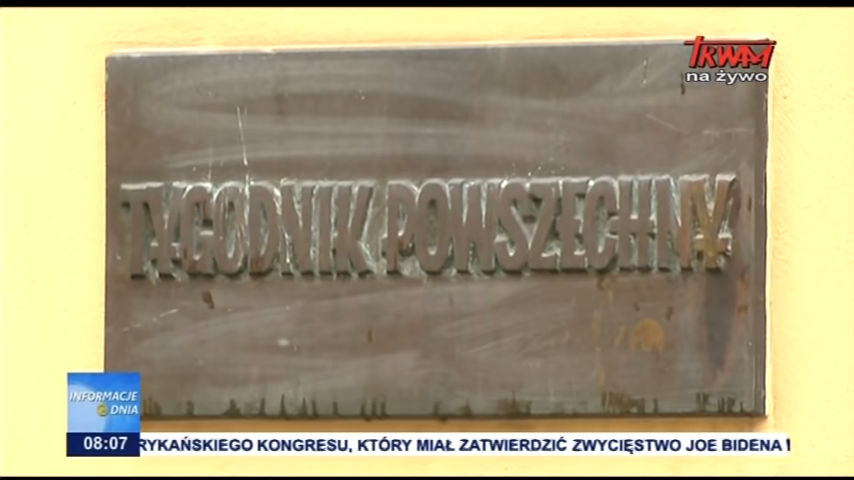 TRWAM
na żywo
TYGODNIK POWSZECHNY
INFORMACJE
DNIA
08:07
RYKAŃSKIEGO KONGRESU, KTÓRY MIAŁ ZATWIERDZIĆ ZWYCIĘSTWO JOE BIDENA